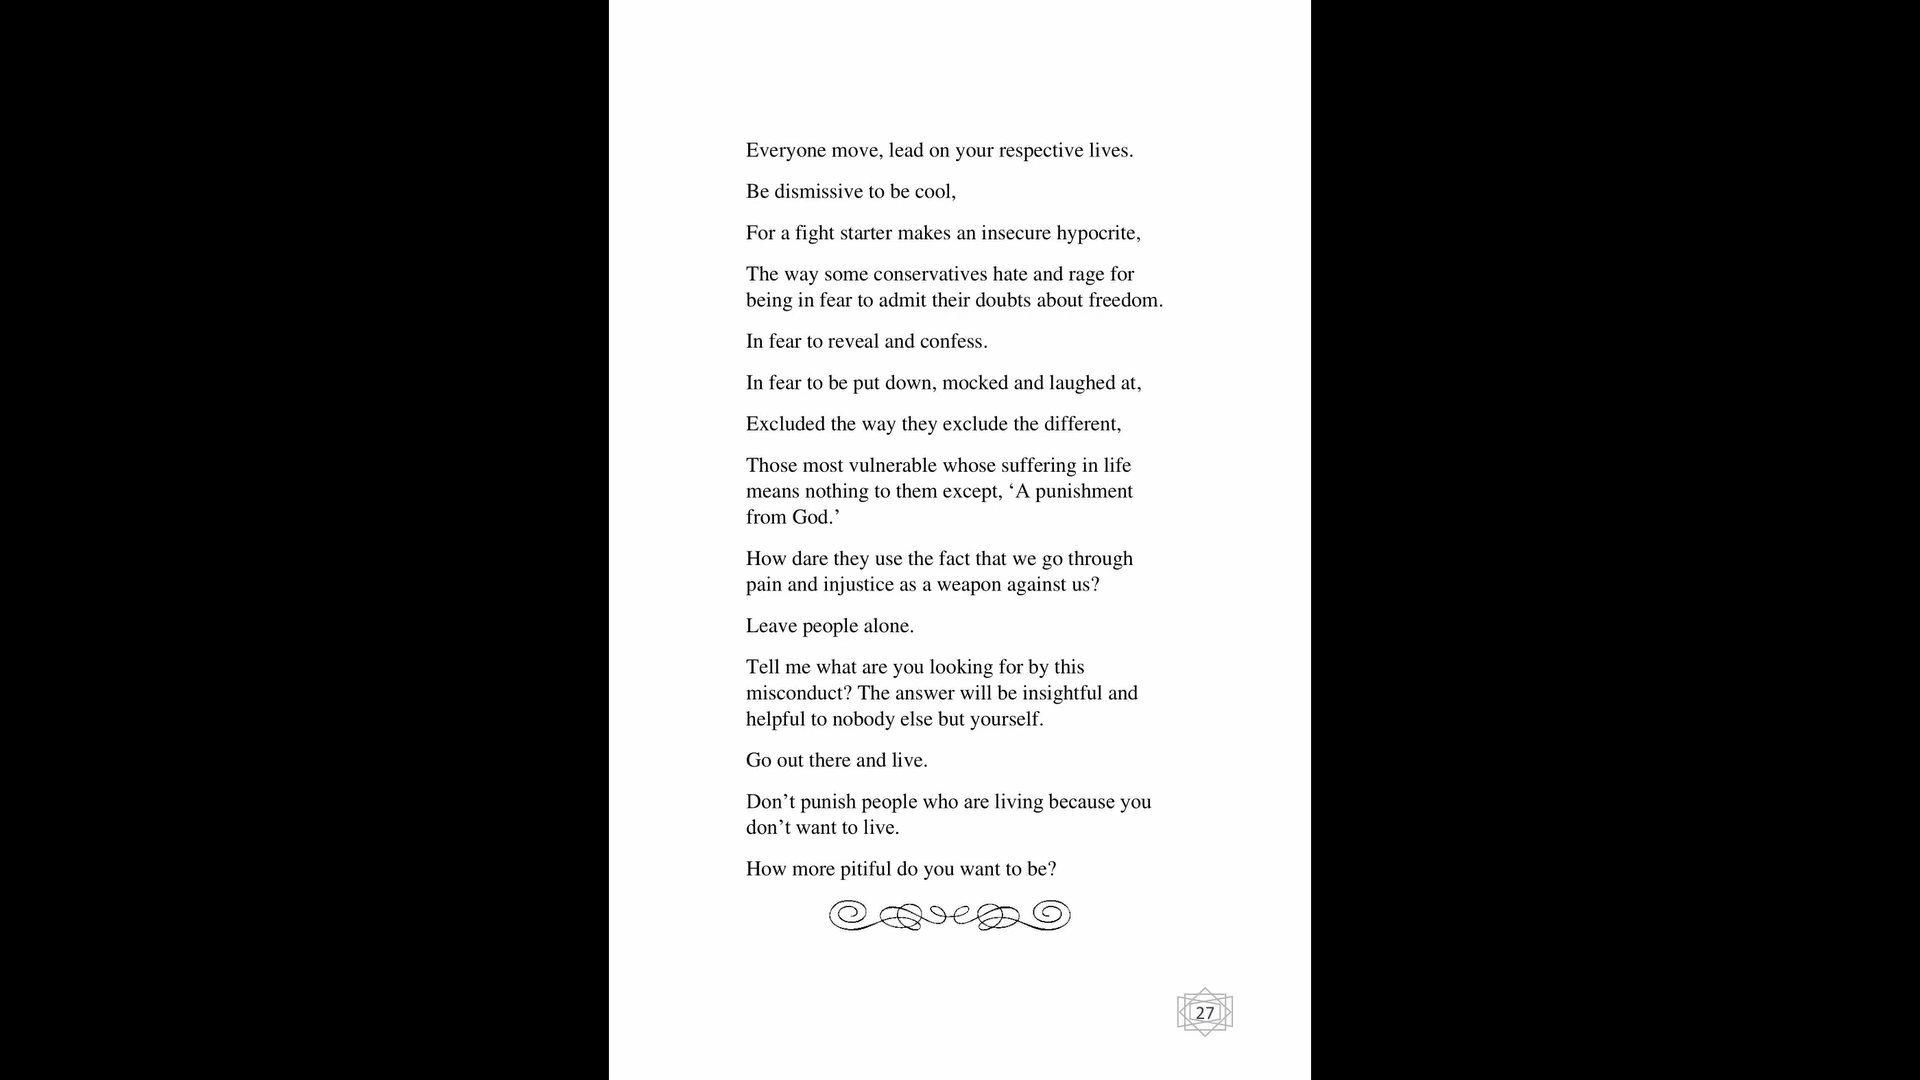 Everyone move, lead on your respective lives.
Be dismissive to be cool,
For a fight starter makes an insecure hypocrite,
The way some conservatives hate and rage for
being in fear to admit their doubts about freedom.
In fear to reveal and confess.
In fear to be put down, mocked and laughed at,
Excluded the way they exclude the different,
Those most vulnerable whose suffering in life
means nothing to them except, ‘A punishment
from God.’
How dare they use the fact that we go through
pain and injustice as a weapon against us?
Leave people alone.
Tell me what are you looking for by this
misconduct? The answer will be insightful and
helpful to nobody else but yourself.
Go out there and live.
Don’t punish people who are living because you
don’t want to live.
How more pitiful do you want to be?
27